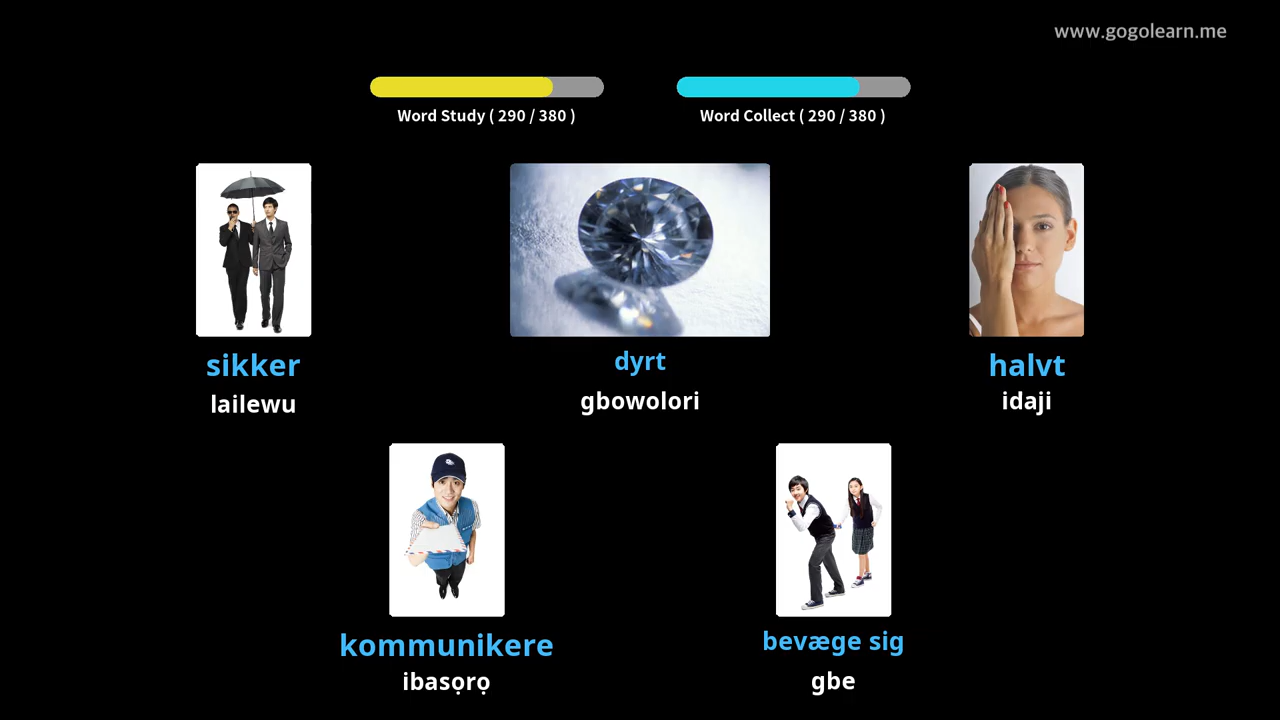 www.gogolearn.me
Word Study ( 290 / 380 )
Word Collect ( 290 / 380 )
sikker
lailewu
dyrt
gbowolori
halvt
idaji
kommunikere
ibasọrọ
bevæge sig
gbe